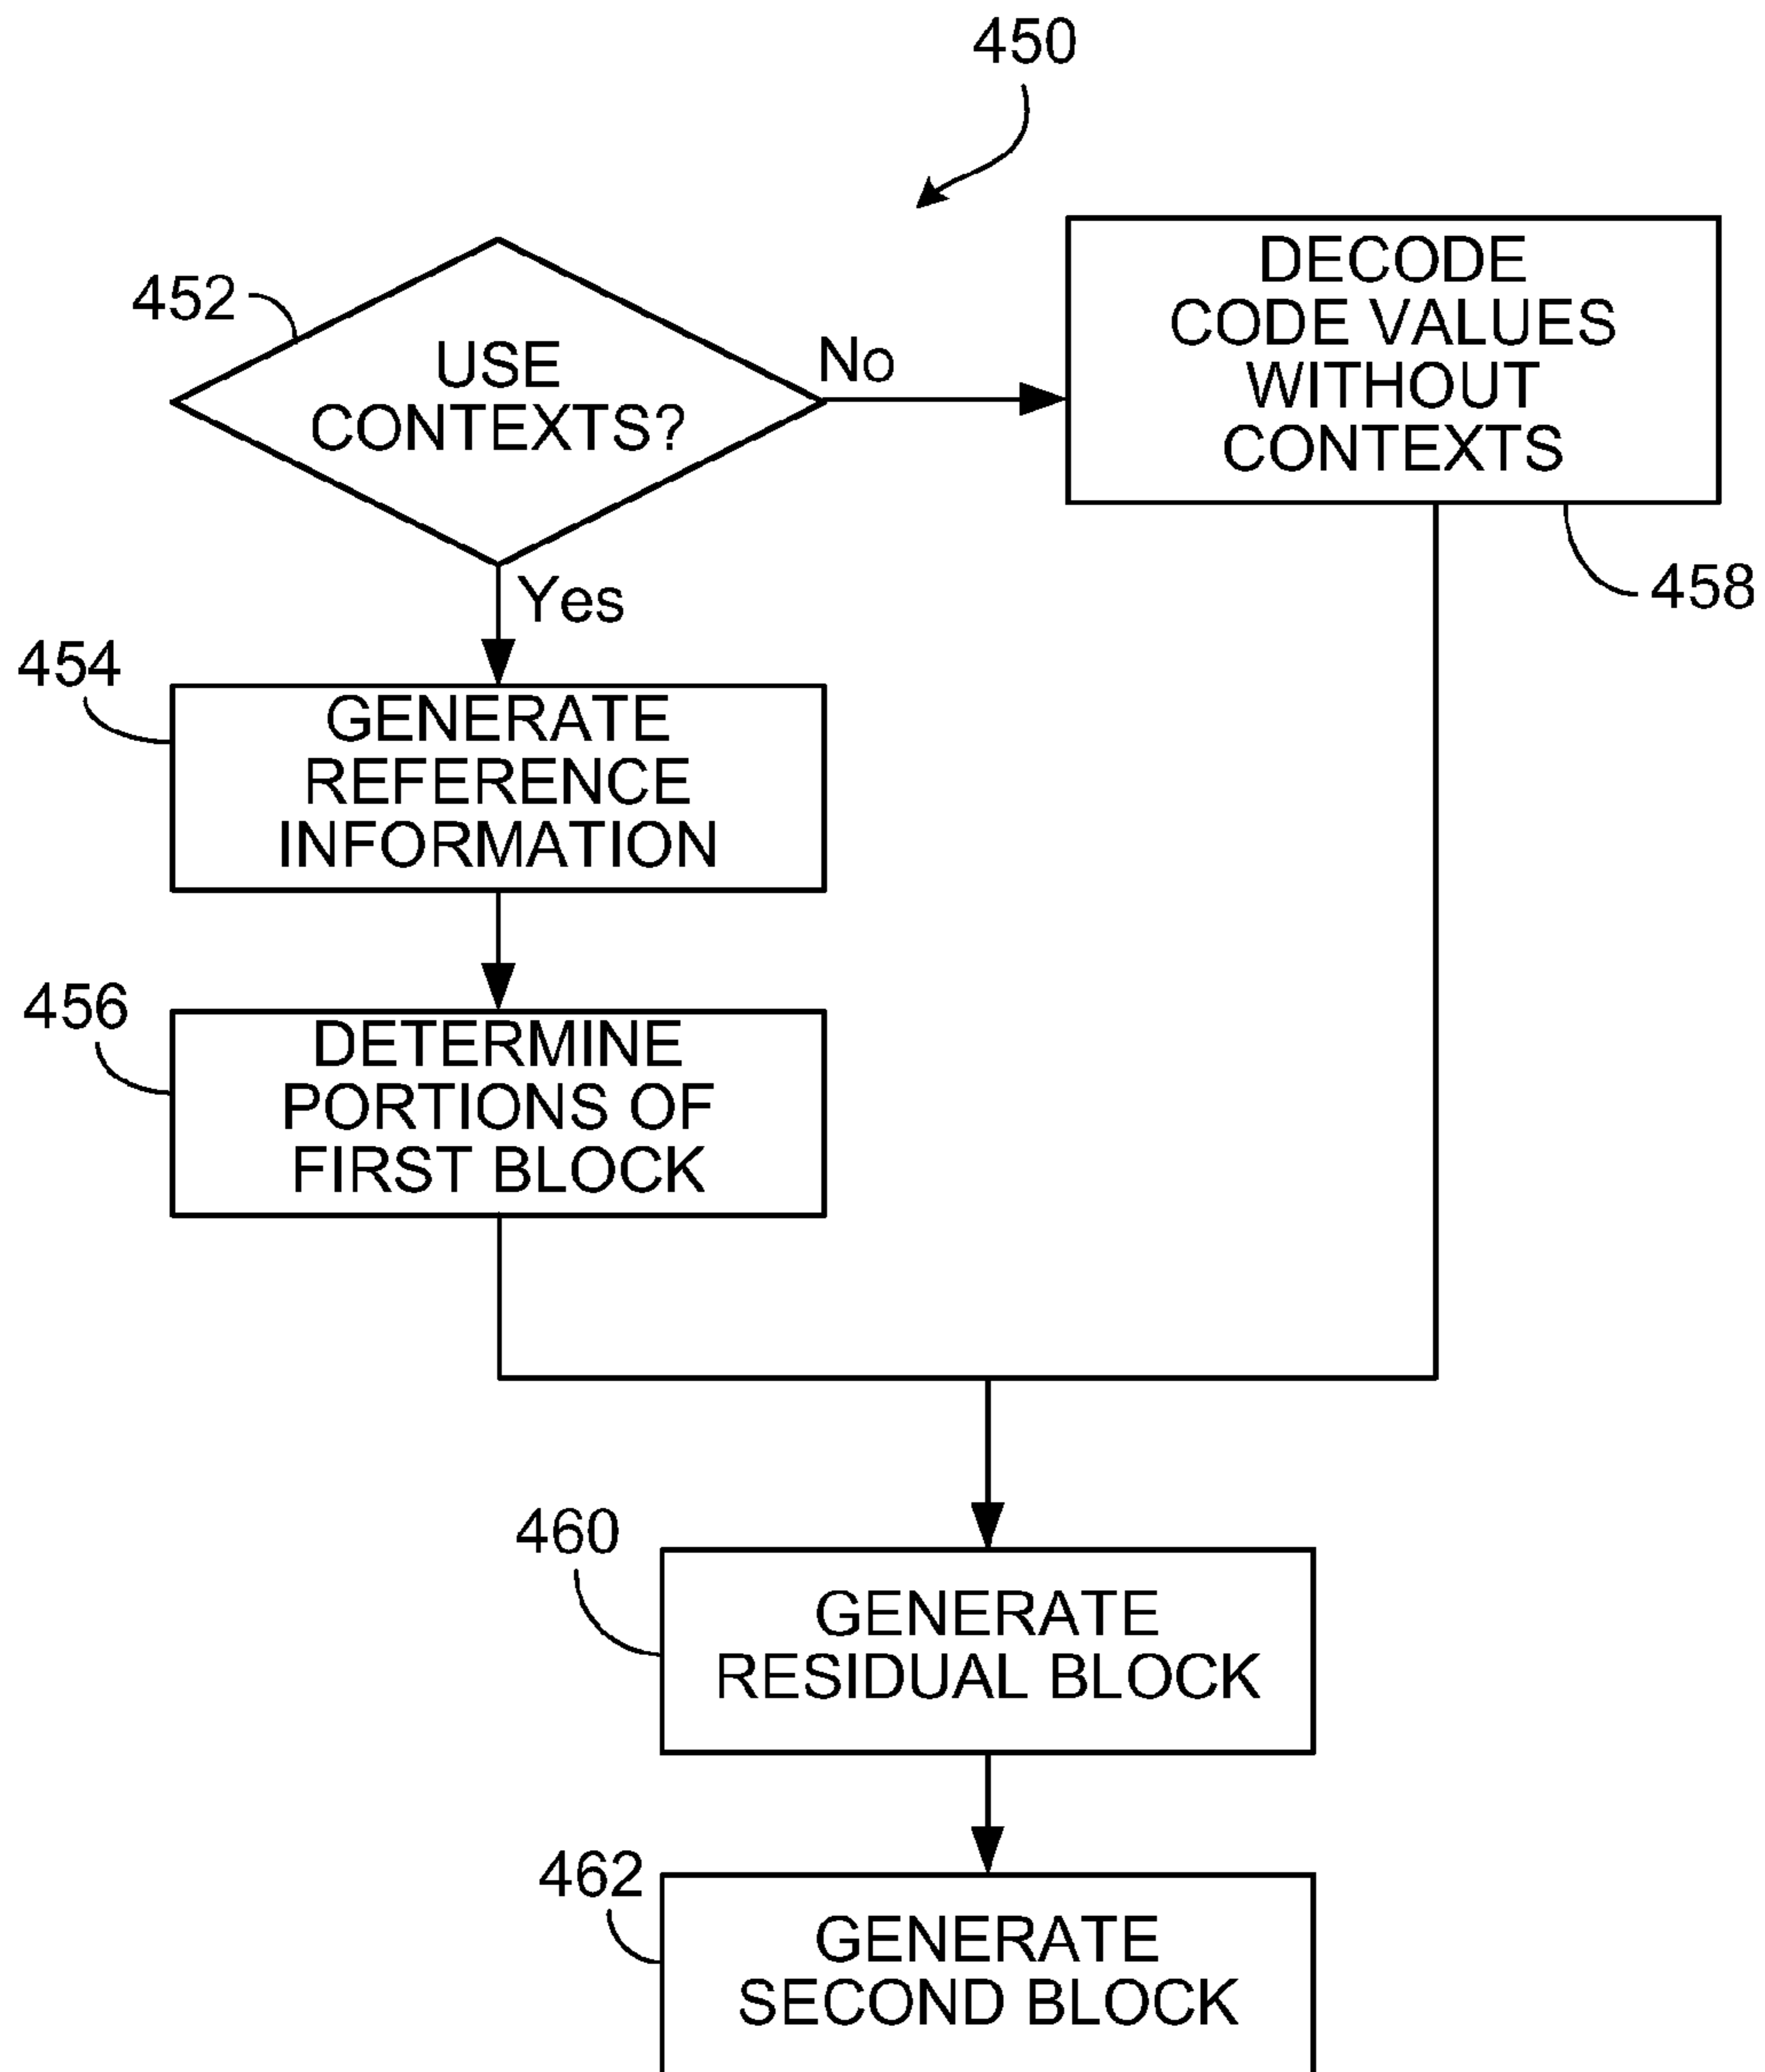 450
452
USE
CONTEXTS?
No
DECODE
CODE VALUES
WITHOUT
CONTEXTS
458
Yes
454
GENERATE
REFERENCE
INFORMATION
456
DETERMINE
PORTIONS OF
FIRST BLOCK
460
GENERATE
RESIDUAL BLOCK
462
GENERATE
SECOND BLOCK